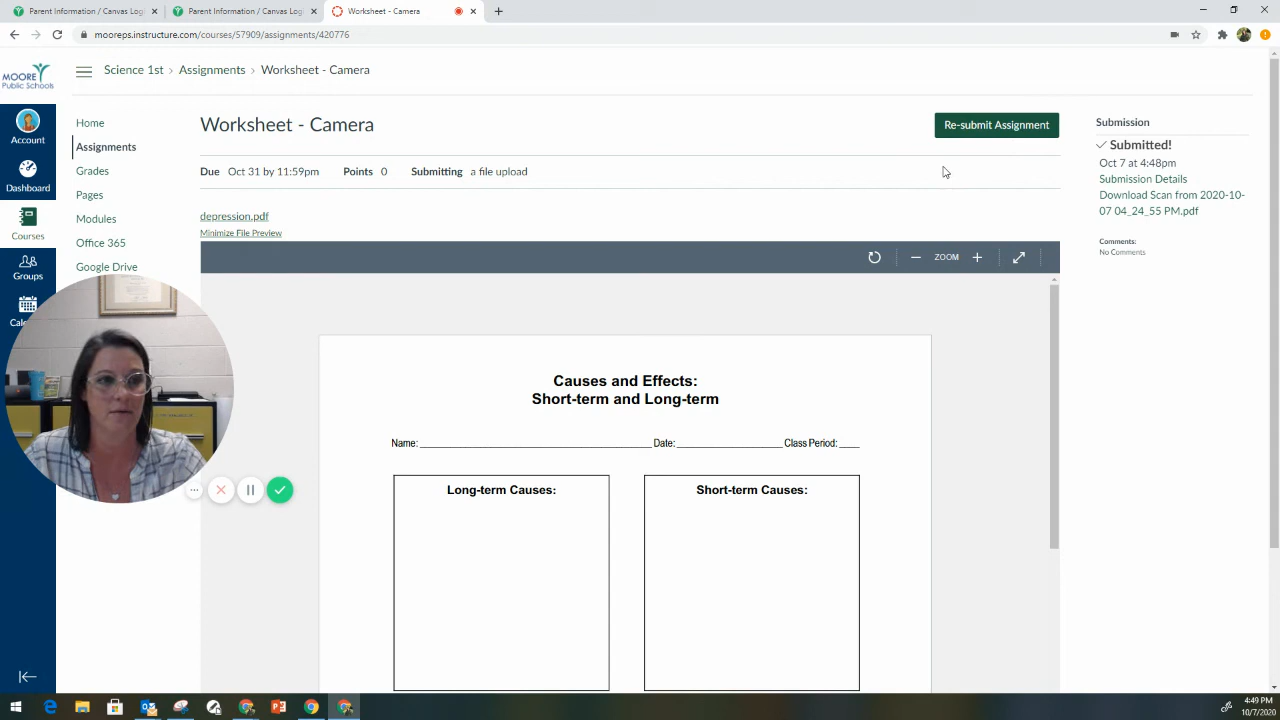 Parent Information / Canvas Logi
Parent Information / Canvas Logi
Worksheet - Camera
mooreps.instructure.com/courses/57909/assignments/420776
MOORE
Public Schools
Science 1st > Assignments > Worksheet - Camera
Account
Dashboard
Courses
Groups
Home
Assignments
Grades
Pages
Modules
Office 365
Google Drive
Worksheet - Camera
Re-submit Assignment
Due Oct 31 by 11:59pm Points 0 Submitting a file upload
depression.pdf
Minimize File Preview
ZOOM
Causes and Effects:
Short-term and Long-term
Name: Date: Class Period:
Long-term Causes:
Short-term Causes:
Submission
Submitted!
Oct 7 at 4:48pm
Submission Details
Download Scan from 2020-10-
07 04_24_55 PM.pdf
Comments:
No Comments
4:49 PM
10/7/2020